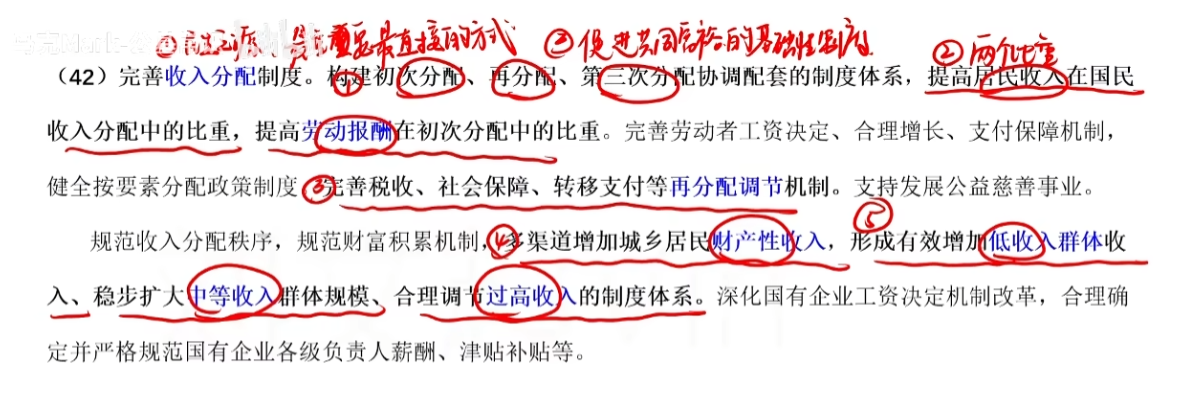 民生之源、 最直接的方式 ③促进共同富裕的基础性制度
②两个比重
（42）完善收入分配制度。构建初次分配、再分配、第三次分配协调配套的制度体系，提高居民收入在国民
①
收入分配中的比重，提高劳动报酬在初次分配中的比重。完善劳动者工资决定、合理增长、支付保障机制，
健全按要素分配政策制度 ③完善税收、社会保障、转移支付等再分配调节机制。支持发展公益慈善事业。
⑤
规范收入分配秩序，规范财富积累机制，④多渠道增加城乡居民财产性收入，形成有效增加低收入群体收
入、稳步扩大中等收入群体规模、合理调节过高收入的制度体系。深化国有企业工资决定机制改革，合理确
定并严格规范国有企业各级负责人薪酬、津贴补贴等。